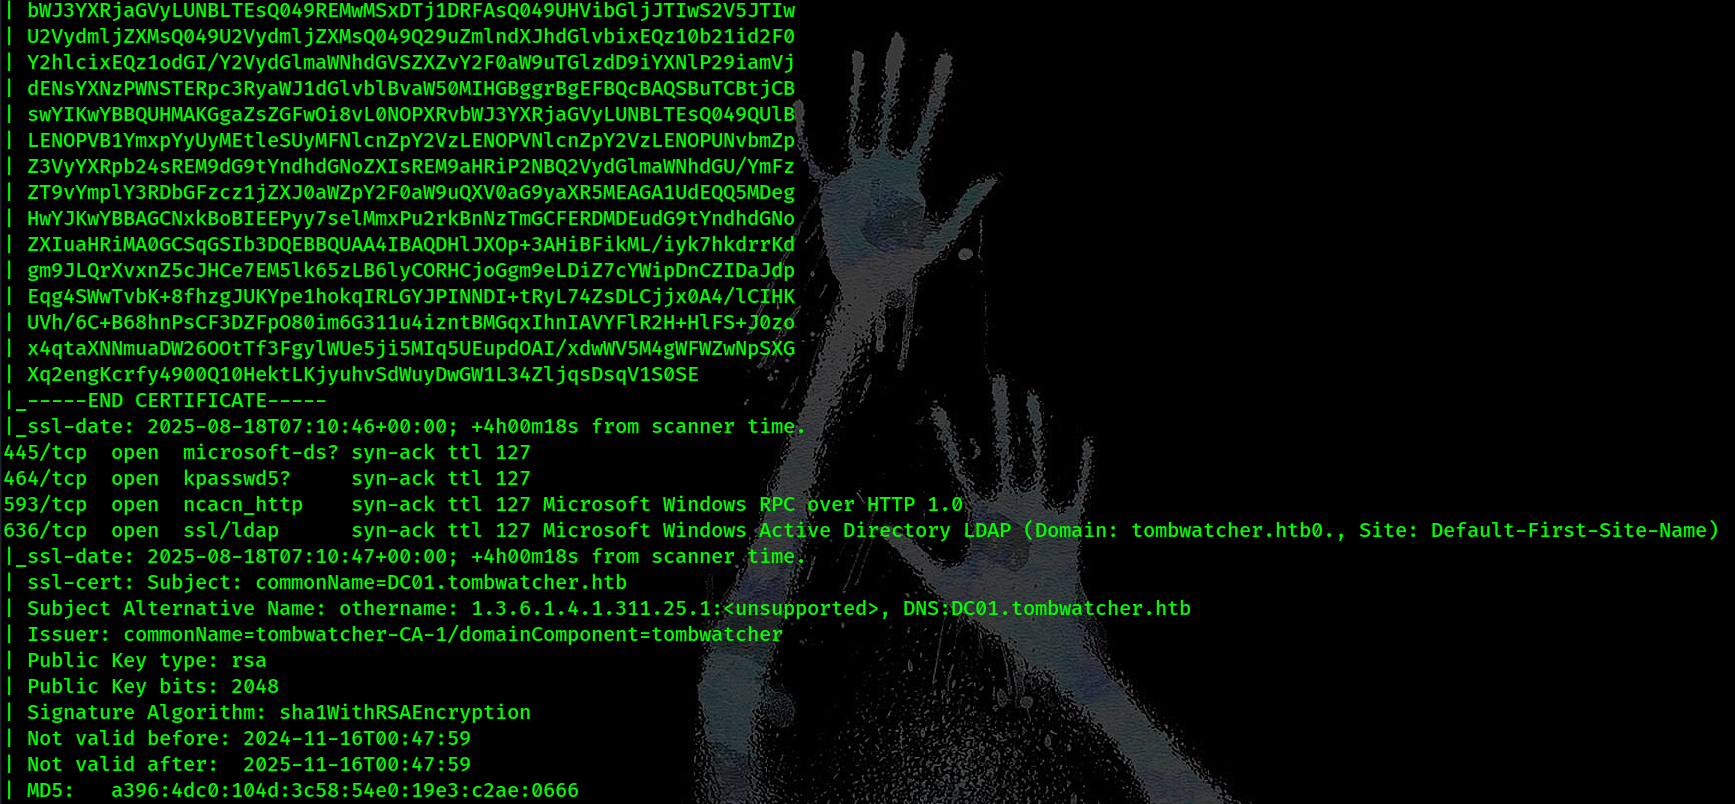 | bWJ3YXRjaGVyLUNBLTEsQ049REMwMSxDTj1DRFAsQ049UHVibGljJTIwS2V5JTIw
| U2VydmljZXMsQ049U2VydmljZXMsQ049Q29uZmlndXJhdGlvbixEQz10b21id2F0
| Y2hlcixEQz1odGI/Y2VydGlmaWNhdGVSZXZvY2F0aW9uTGlzdD9iYXNlP29iamVj
| dENsYXNzPWNSTERpc3RyaWJ1dGlvblBvaW50MIHGBggrBgEFBQcBAQSBuTCBtjCB
| swYIKwYBBQUHMAKGgaZsZGFwOi8vL0NOPXRvbWJ3YXRjaGVyLUNBLTEsQ049QUlB
| LENOPVB1YmxpYyUyMEtleSUyMFNlcnZpY2VzLENOPVNlcnZpY2VzLENOPUNvbmZp
| Z3VyYXRpb24sREM9dG9tYndhdGNoZXIsREM9aHRiP2NBQ2VydGlmaWNhdGU/YmFz
| ZT9vYmplY3RDbGFzcz1jZXJ0aWZpY2F0aW9uQXV0aG9yaXR5MEAGA1UdEQQ5MDeg
| HwYJKwYBBAGCNxkBoBIEEPyy7selMmxPu2rkBnNzTmGCFERDMDEudG9tYndhdGNo
| ZXIuaHRiMA0GCSqGSIb3DQEBBQUAA4IBAQDHlJXOp+3AHiBFikML/iyk7hkdrrKd
| gm9JLQrXvxnZ5cJHCe7EM5lk65zLB6lyCORHCjoGgm9eLDiZ7cYWipDnCZIDaJdp
| Eqg4SWwTvbK+8fhzgJUKYpe1hokqIRLGYJPINNDI+tRyL74ZsDLCjjx0A4/lCIHK
| UVh/6C+B68hnPsCF3DZFpO80im6G311u4izntBMGqxIhnIAVYFlR2H+HlFS+J0zo
| x4qtaXNNmuaDW26OOtTf3FgylWUe5ji5MIq5UEupdOAI/xdwWV5M4gWFWZwNpSXG
| Xq2engKcrfy4900Q10HektLKjyuhvSdWuyDwGW1L34ZljqsDsqV1S0SE
|_-----END CERTIFICATE-----
|_ssl-date: 2025-08-18T07:10:46+00:00; +4h00m18s from scanner time.
445/tcp  open  microsoft-ds? syn-ack ttl 127
464/tcp  open  kpasswd5?     syn-ack ttl 127
593/tcp  open  ncacn_http    syn-ack ttl 127 Microsoft Windows RPC over HTTP 1.0
636/tcp  open  ssl/ldap      syn-ack ttl 127 Microsoft Windows Active Directory LDAP (Domain: tombwatcher.htb0., Site: Default-First-Site-Name)
|_ssl-date: 2025-08-18T07:10:47+00:00; +4h00m18s from scanner time.
| ssl-cert: Subject: commonName=DC01.tombwatcher.htb
| Subject Alternative Name: othername: 1.3.6.1.4.1.311.25.1:<unsupported>, DNS:DC01.tombwatcher.htb
| Issuer: commonName=tombwatcher-CA-1/domainComponent=tombwatcher
| Public Key type: rsa
| Public Key bits: 2048
| Signature Algorithm: sha1WithRSAEncryption
| Not valid before: 2024-11-16T00:47:59
| Not valid after:  2025-11-16T00:47:59
| MD5:   a396:4dc0:104d:3c58:54e0:19e3:c2ae:0666